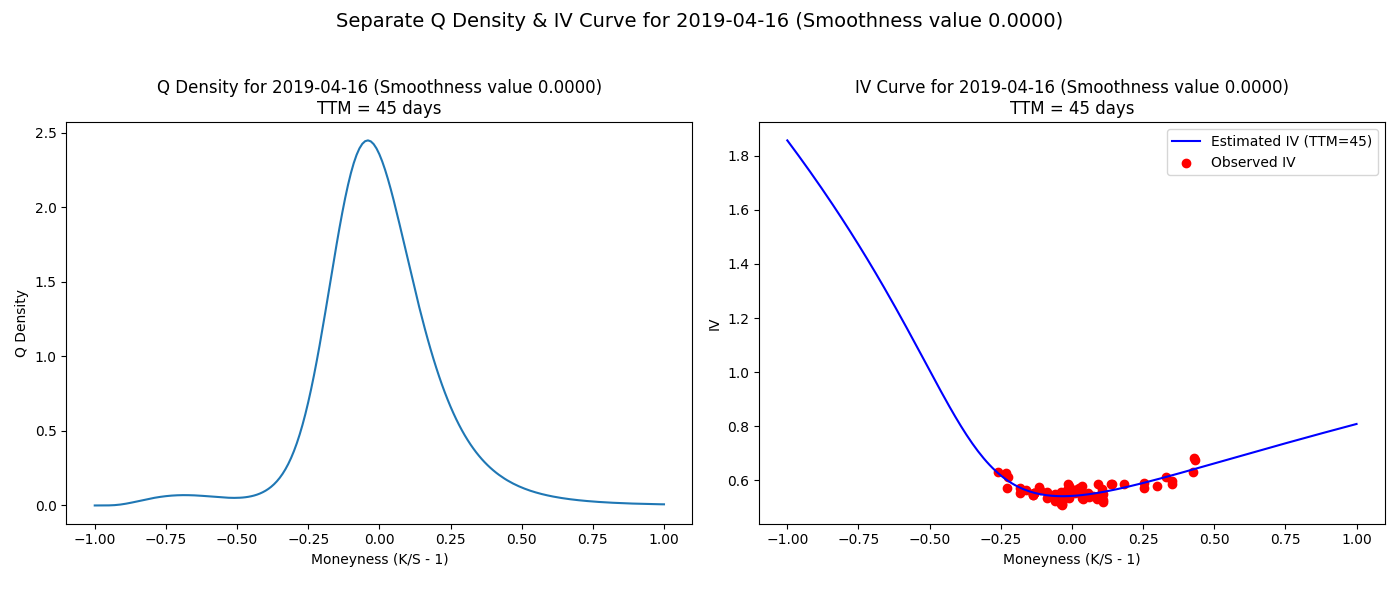 Separate Q Density & IV Curve for 2019-04-16 (Smoothness value 0.0000)
Q Density for 2019-04-16 (Smoothness value 0.0000)
TTM = 45 days
2.5
2.0
1.5
1.0
0.5
0.0
Q Density
−1.00
−0.75
−0.50
−0.25
0.00
0.25
0.50
0.75
1.00
Moneyness (K/S - 1)
IV Curve for 2019-04-16 (Smoothness value 0.0000)
TTM = 45 days
Estimated IV (TTM=45)
Observed IV
1.8
1.6
1.4
1.2
1.0
0.8
0.6
IV
−1.00
−0.75
−0.50
−0.25
0.00
0.25
0.50
0.75
1.00
Moneyness (K/S - 1)